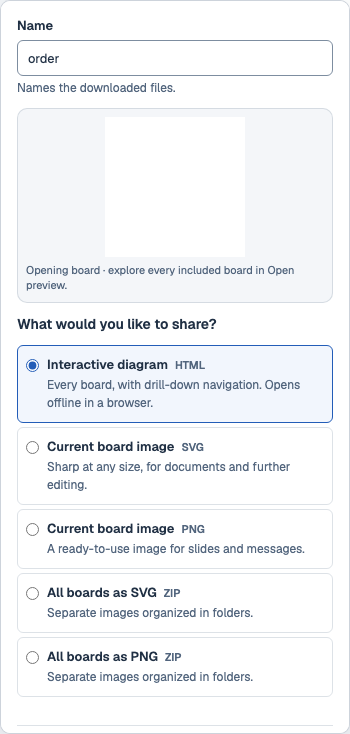 Name
order
Names the downloaded files.
Opening board · explore every included board in Open
preview.
What would you like to share?
Interactive diagram HTML
Every board, with drill-down navigation. Opens
offline in a browser.
Current board image SVG
Sharp at any size, for documents and further
editing.
Current board image PNG
A ready-to-use image for slides and messages.
All boards as SVG ZIP
Separate images organized in folders.
All boards as PNG ZIP
Separate images organized in folders.